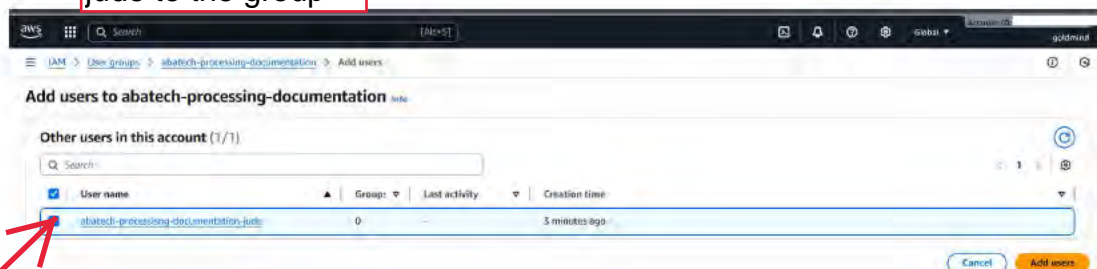 jude to the group
aws Search [Alt+S] Global Account ID
goldmind
IAM > User groups > abatech-processing-documentation > Add users
Add users to abatech-processing-documentation Info
Other users in this account (1/1)
Search 1
User name Groups Last activity Creation time
abatech-processisng-documentation-jude 0 - 3 minutes ago
Cancel Add users